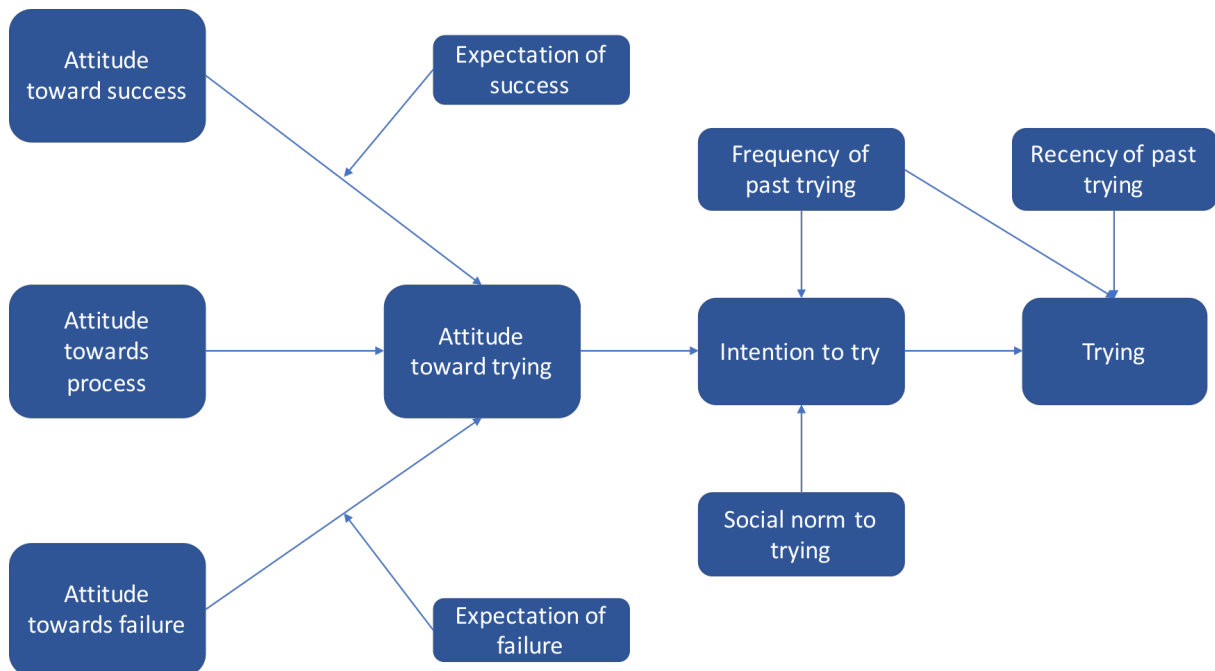 Attitude
toward success
Expectation of
success
Frequency of
past trying
Recency of past
trying
Attitude
towards
process
Attitude
toward trying
Intention to try
Trying
Social norm to
trying
Attitude
towards failure
Expectation of
failure